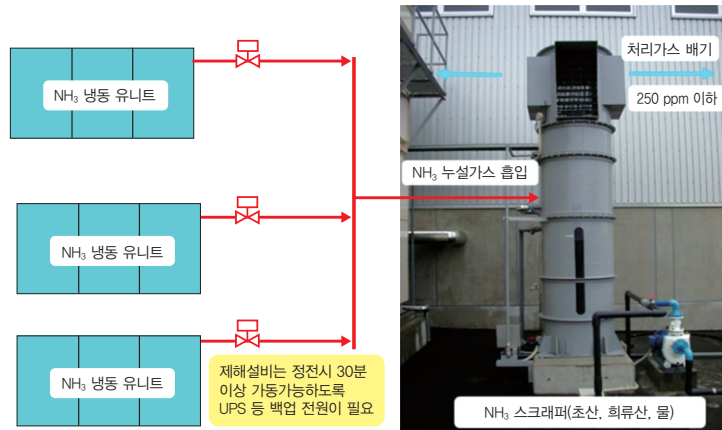 NH₃ 냉동 유니트
NH₃ 냉동 유니트
NH₃ 냉동 유니트
제해설비는 정전시 30분
이상 가동가능하도록
UPS 등 백업 전원이 필요
NH₃ 누설가스 흡입
처리가스 배기
250 ppm 이하
NH₃ 스크래퍼(초산, 희류산, 물)